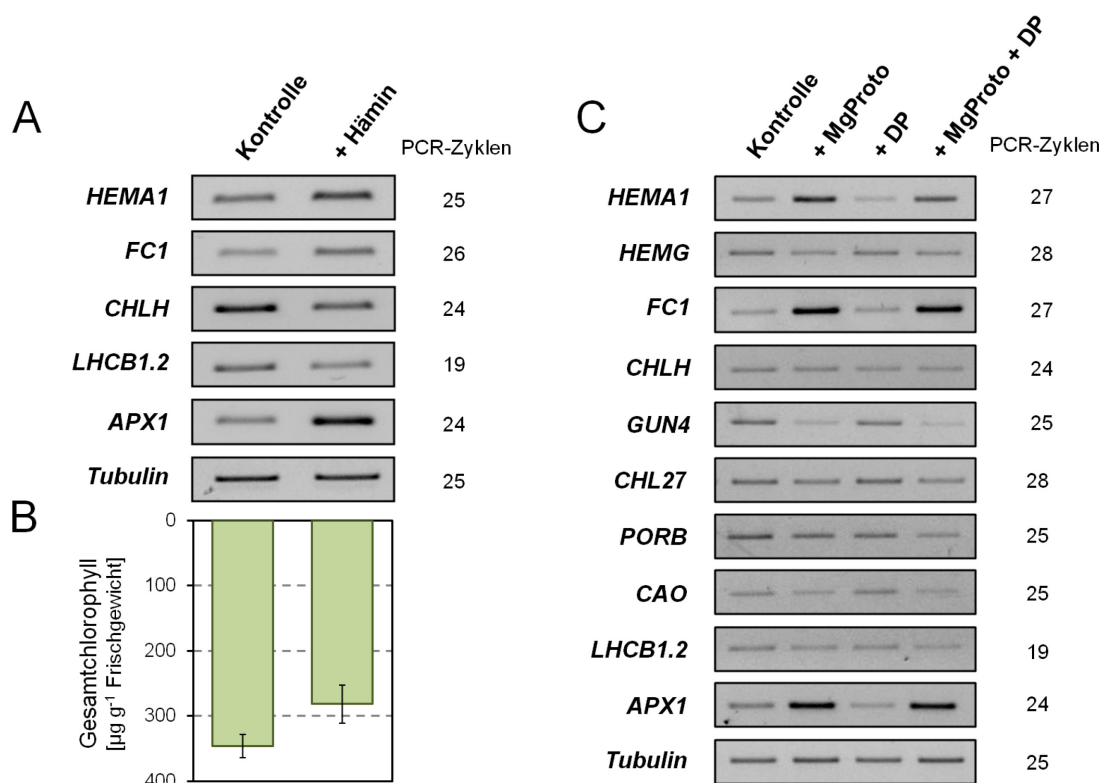 A
Kontrolle
+ Hämin
PCR-Zyklen
HEMA1
25
FC1
26
CHLH
24
LHCB1.2
19
APX1
24
Tubulin
25
B
Gesamtchlorophyll
[µg g-1 Frischgewicht]
0
100
200
300
400
C
Kontrolle
+ MgProto
+ DP
+ MgProto + DP
PCR-Zyklen
HEMA1
27
HEMG
28
FC1
27
CHLH
24
GUN4
25
CHL27
28
PORB
25
CAO
25
LHCB1.2
19
APX1
24
Tubulin
25